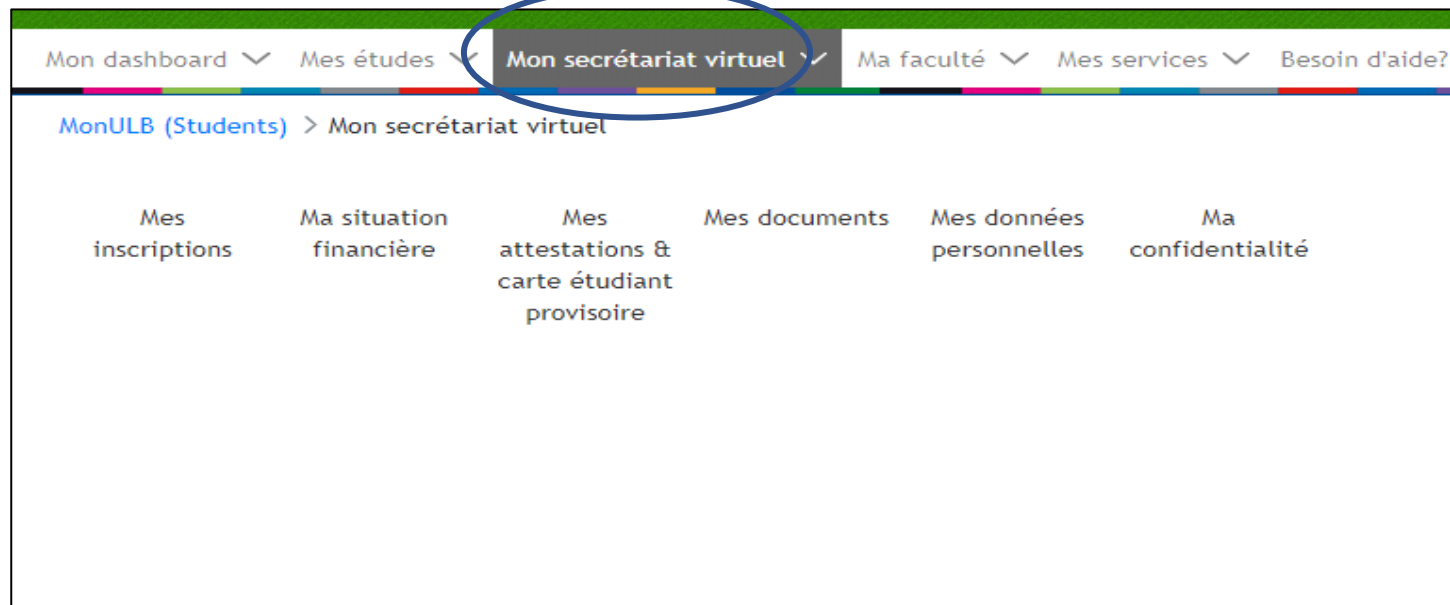 Mon dashboard Mes études Mon secrétariat virtuel Ma faculté Mes services Besoin d'aide?
MonULB (Students) > Mon secrétariat virtuel
Mes
inscriptions
Ma situation
financière
Mes
attestations &
carte étudiant
provisoire
Mes documents
Mes données
personnelles
Ma
confidentialité